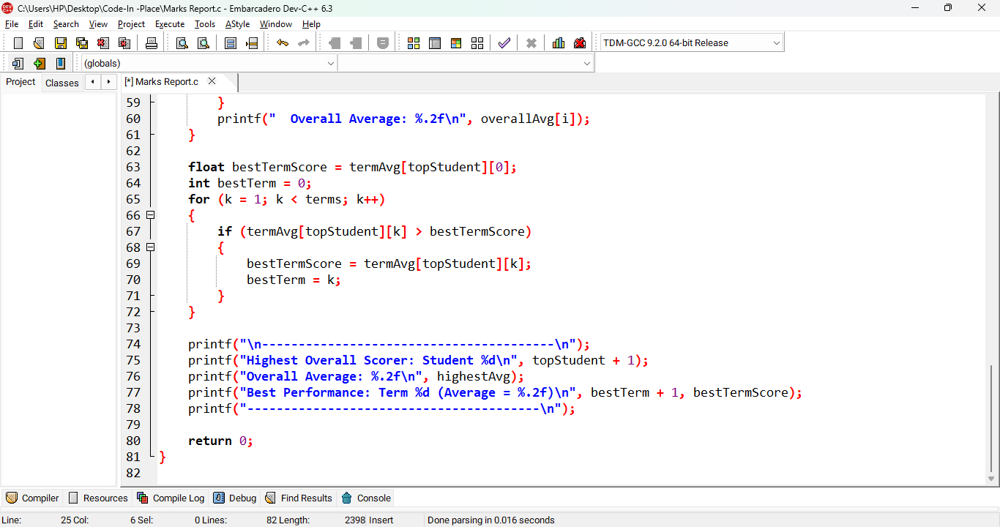 C:\Users\HP\Desktop\Code-In -Place\Marks Report.c - Embarcadero Dev-C++ 6.3
File Edit Search View Project Execute Tools AStyle Window Help
TDM-GCC 9.2.0 64-bit Release
(globals)
Project Classes [*] Marks Report.c
59 }
60 printf("  Overall Average: %.2f\n", overallAvg[i]);
61 }
62
63 float bestTermScore = termAvg[topStudent][0];
64 int bestTerm = 0;
65 for (k = 1; k < terms; k++)
66 {
67 if (termAvg[topStudent][k] > bestTermScore)
68 {
69 bestTermScore = termAvg[topStudent][k];
70 bestTerm = k;
71 }
72 }
73
74 printf("\n----------------------------------------\n");
75 printf("Highest Overall Scorer: Student %d\n", topStudent + 1);
76 printf("Overall Average: %.2f\n", highestAvg);
77 printf("Best Performance: Term %d (Average = %.2f)\n", bestTerm + 1, bestTermScore);
78 printf("----------------------------------------\n");
79
80 return 0;
81 }
82
Compiler Resources Compile Log Debug Find Results Console
Line: 25 Col: 6 Sel: 0 Lines: 82 Length: 2398 Insert Done parsing in 0.016 seconds